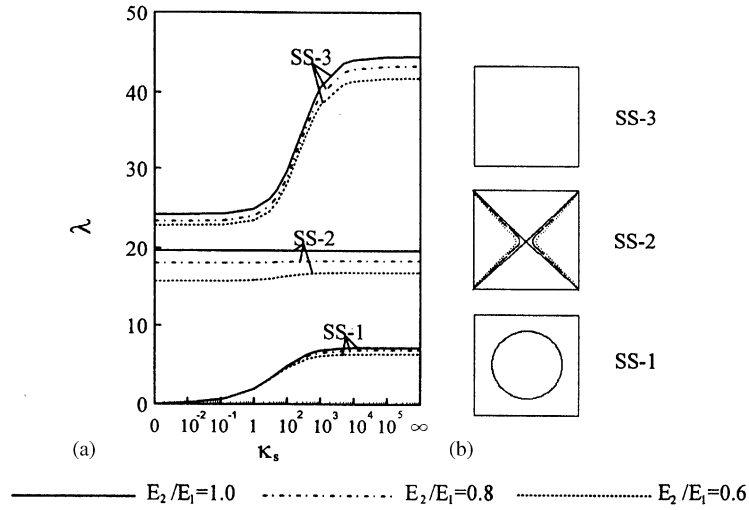 50
40
30
20
10
0
λ
SS-3
SS-2
SS-1
0 10⁻² 10⁻¹ 1 10² 10³ 10⁴ 10⁵ ∞
κₛ
(a)
(b)
SS-3
SS-2
SS-1
E₂/E₁=1.0 E₂/E₁=0.8 E₂/E₁=0.6